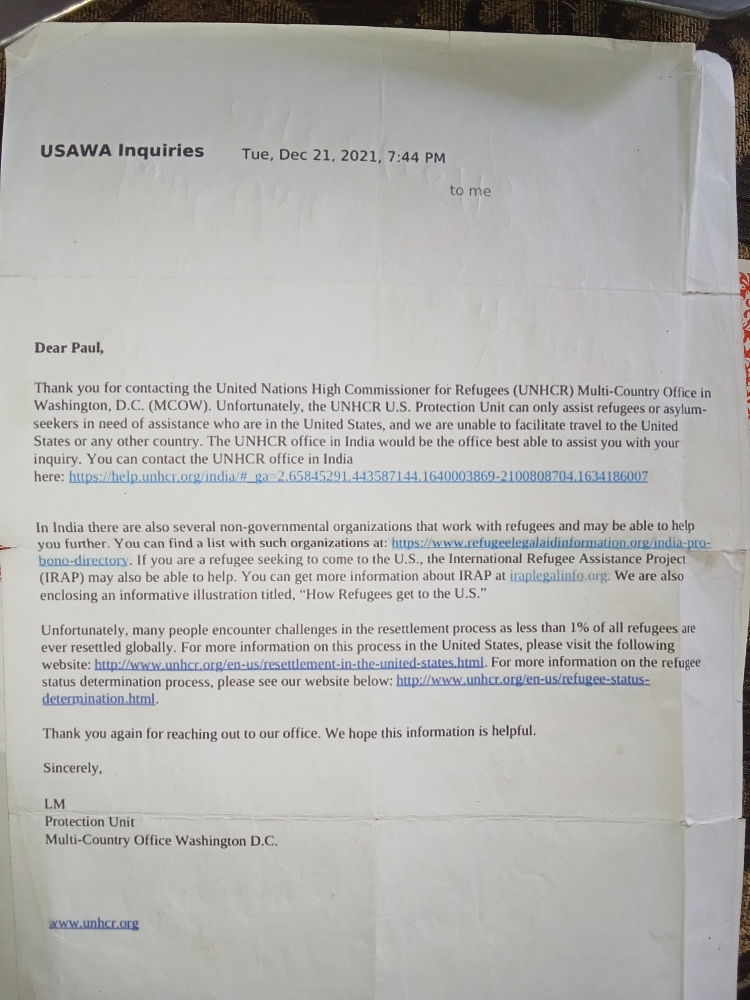 USAWA Inquiries Tue, Dec 21, 2021, 7:44 PM
to me
Dear Paul,
Thank you for contacting the United Nations High Commissioner for Refugees (UNHCR) Multi-Country Office in
Washington, D.C. (MCOW). Unfortunately, the UNHCR U.S. Protection Unit can only assist refugees or asylum-
seekers in need of assistance who are in the United States, and we are unable to facilitate travel to the United
States or any other country. The UNHCR office in India would be the office best able to assist you with your
inquiry. You can contact the UNHCR office in India
here: https://help.unhcr.org/india/#_ga=2.65845291.443587144.1640003869-2100808704.1634186007
In India there are also several non-governmental organizations that work with refugees and may be able to help
you further. You can find a list with such organizations at: https://www.refugeelegalaidinformation.org/india-pro-
bono-directory. If you are a refugee seeking to come to the U.S., the International Refugee Assistance Project
(IRAP) may also be able to help. You can get more information about IRAP at iraplegalinfo.org. We are also
enclosing an informative illustration titled, “How Refugees get to the U.S.”
Unfortunately, many people encounter challenges in the resettlement process as less than 1% of all refugees are
ever resettled globally. For more information on this process in the United States, please visit the following
website: http://www.unhcr.org/en-us/resettlement-in-the-united-states.html. For more information on the refugee
status determination process, please see our website below: http://www.unhcr.org/en-us/refugee-status-
determination.html.
Thank you again for reaching out to our office. We hope this information is helpful.
Sincerely,
LM
Protection Unit
Multi-Country Office Washington D.C.
www.unhcr.org